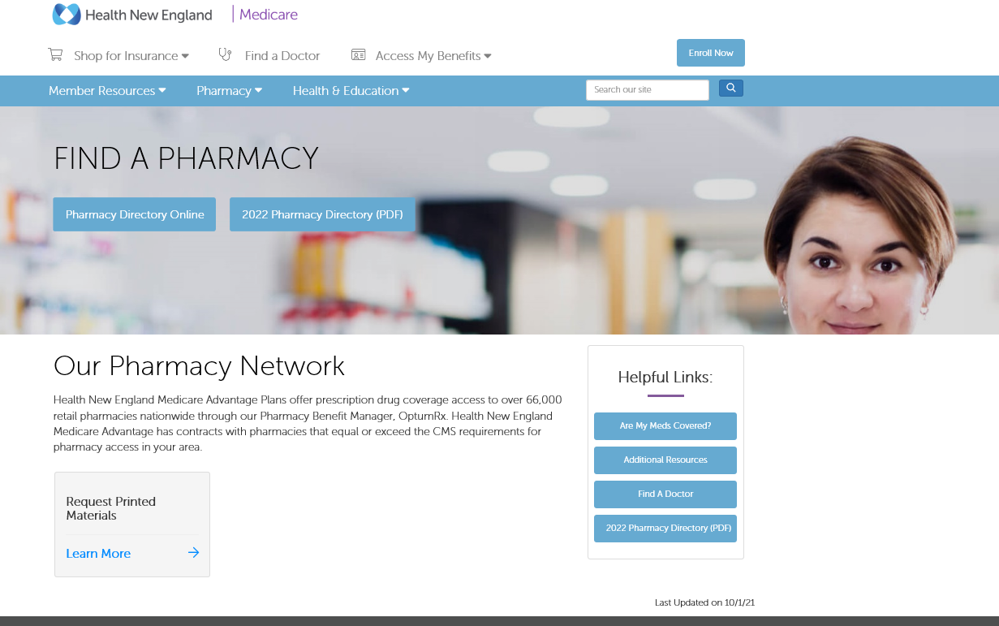 Health New England | Medicare
Shop for Insurance
Find a Doctor
Access My Benefits
Enroll Now
Member Resources
Pharmacy
Health & Education
Search our site
FIND A PHARMACY
Pharmacy Directory Online
2022 Pharmacy Directory (PDF)
Our Pharmacy Network
Health New England Medicare Advantage Plans offer prescription drug coverage access to over 66,000
retail pharmacies nationwide through our Pharmacy Benefit Manager, OptumRx. Health New England
Medicare Advantage has contracts with pharmacies that equal or exceed the CMS requirements for
pharmacy access in your area.
Request Printed
Materials
Learn More
Helpful Links:
Are My Meds Covered?
Additional Resources
Find A Doctor
2022 Pharmacy Directory (PDF)
Last Updated on 10/1/21